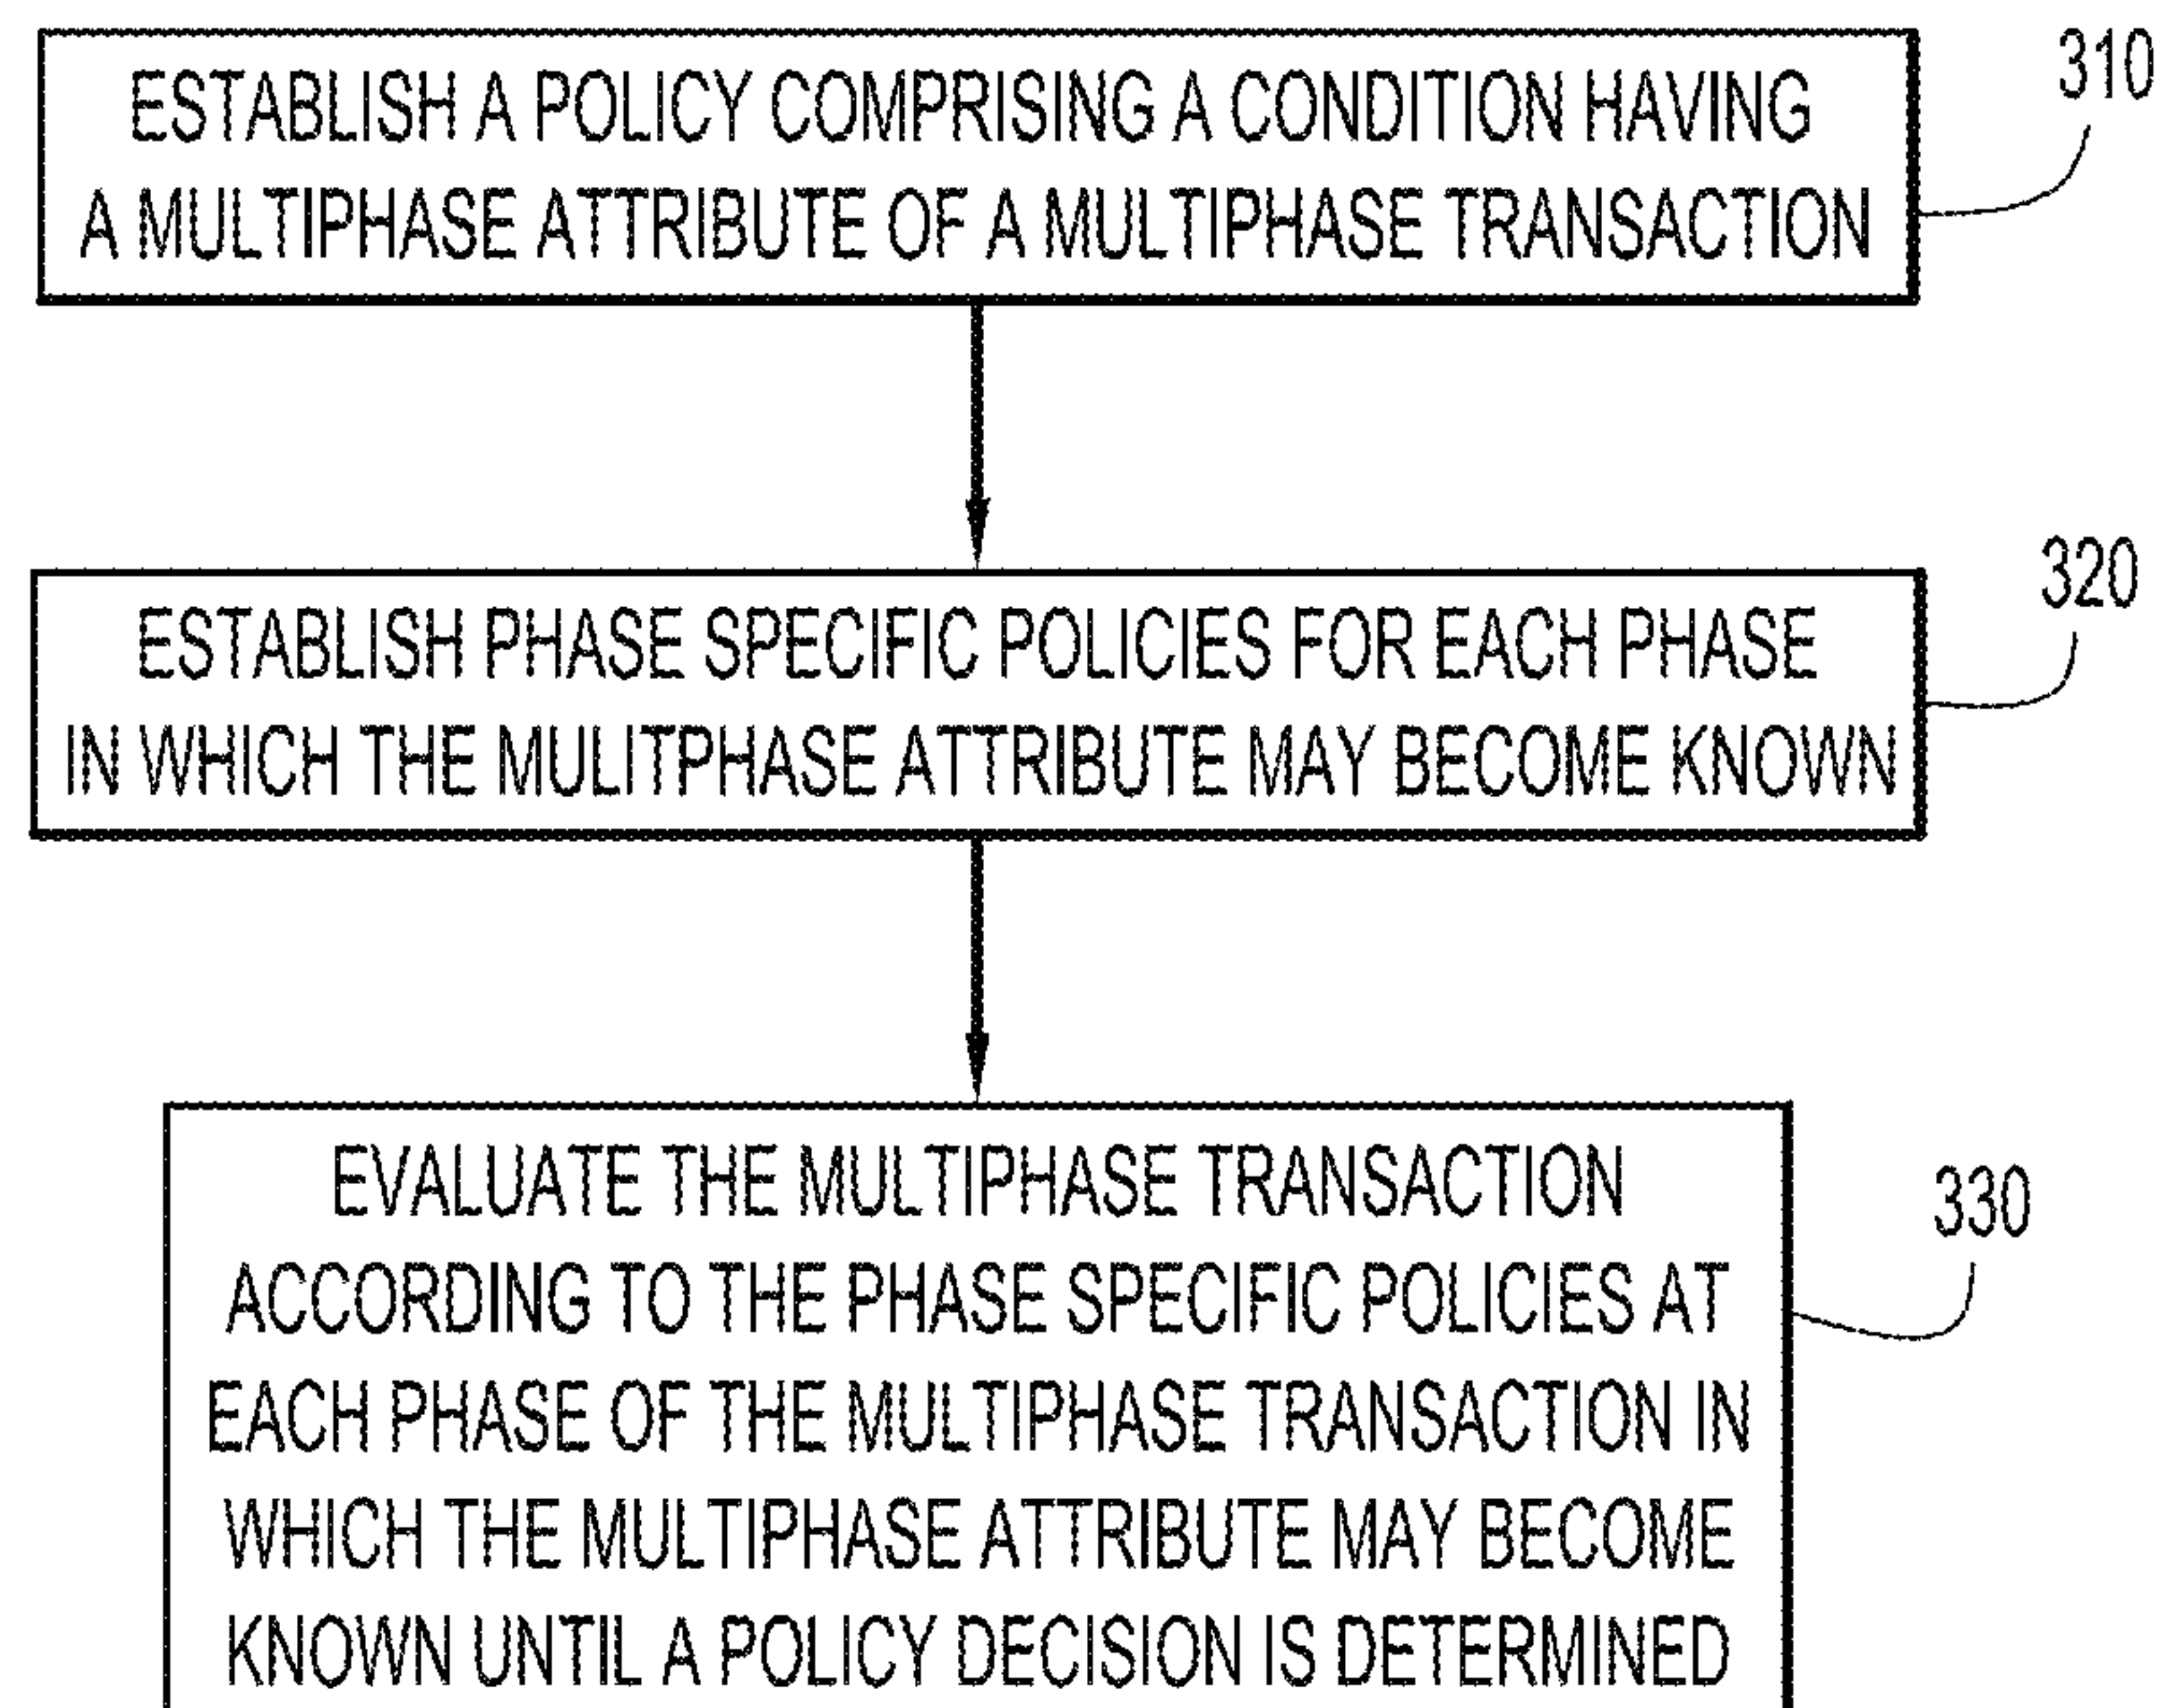 ESTABLISH A POLICY COMPRISING A CONDITION HAVING
A MULTIPHASE ATTRIBUTE OF A MULTIPHASE TRANSACTION
310
ESTABLISH PHASE SPECIFIC POLICIES FOR EACH PHASE
IN WHICH THE MULITPHASE ATTRIBUTE MAY BECOME KNOWN
320
EVALUATE THE MULTIPHASE TRANSACTION
ACCORDING TO THE PHASE SPECIFIC POLICIES AT
EACH PHASE OF THE MULTIPHASE TRANSACTION IN
WHICH THE MULTIPHASE ATTRIBUTE MAY BECOME
KNOWN UNTIL A POLICY DECISION IS DETERMINED
330